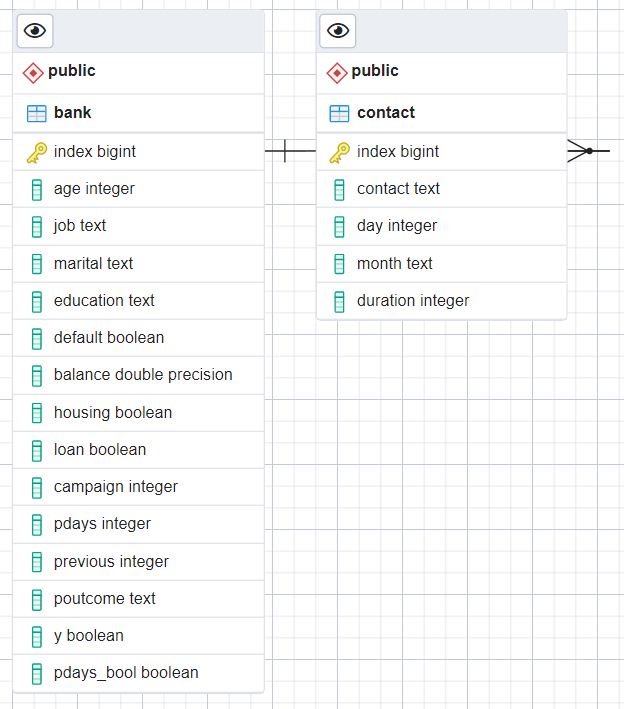 public
bank
index bigint
age integer
job text
marital text
education text
default boolean
balance double precision
housing boolean
loan boolean
campaign integer
pdays integer
previous integer
poutcome text
y boolean
pdays_bool boolean
public
contact
index bigint
contact text
day integer
month text
duration integer